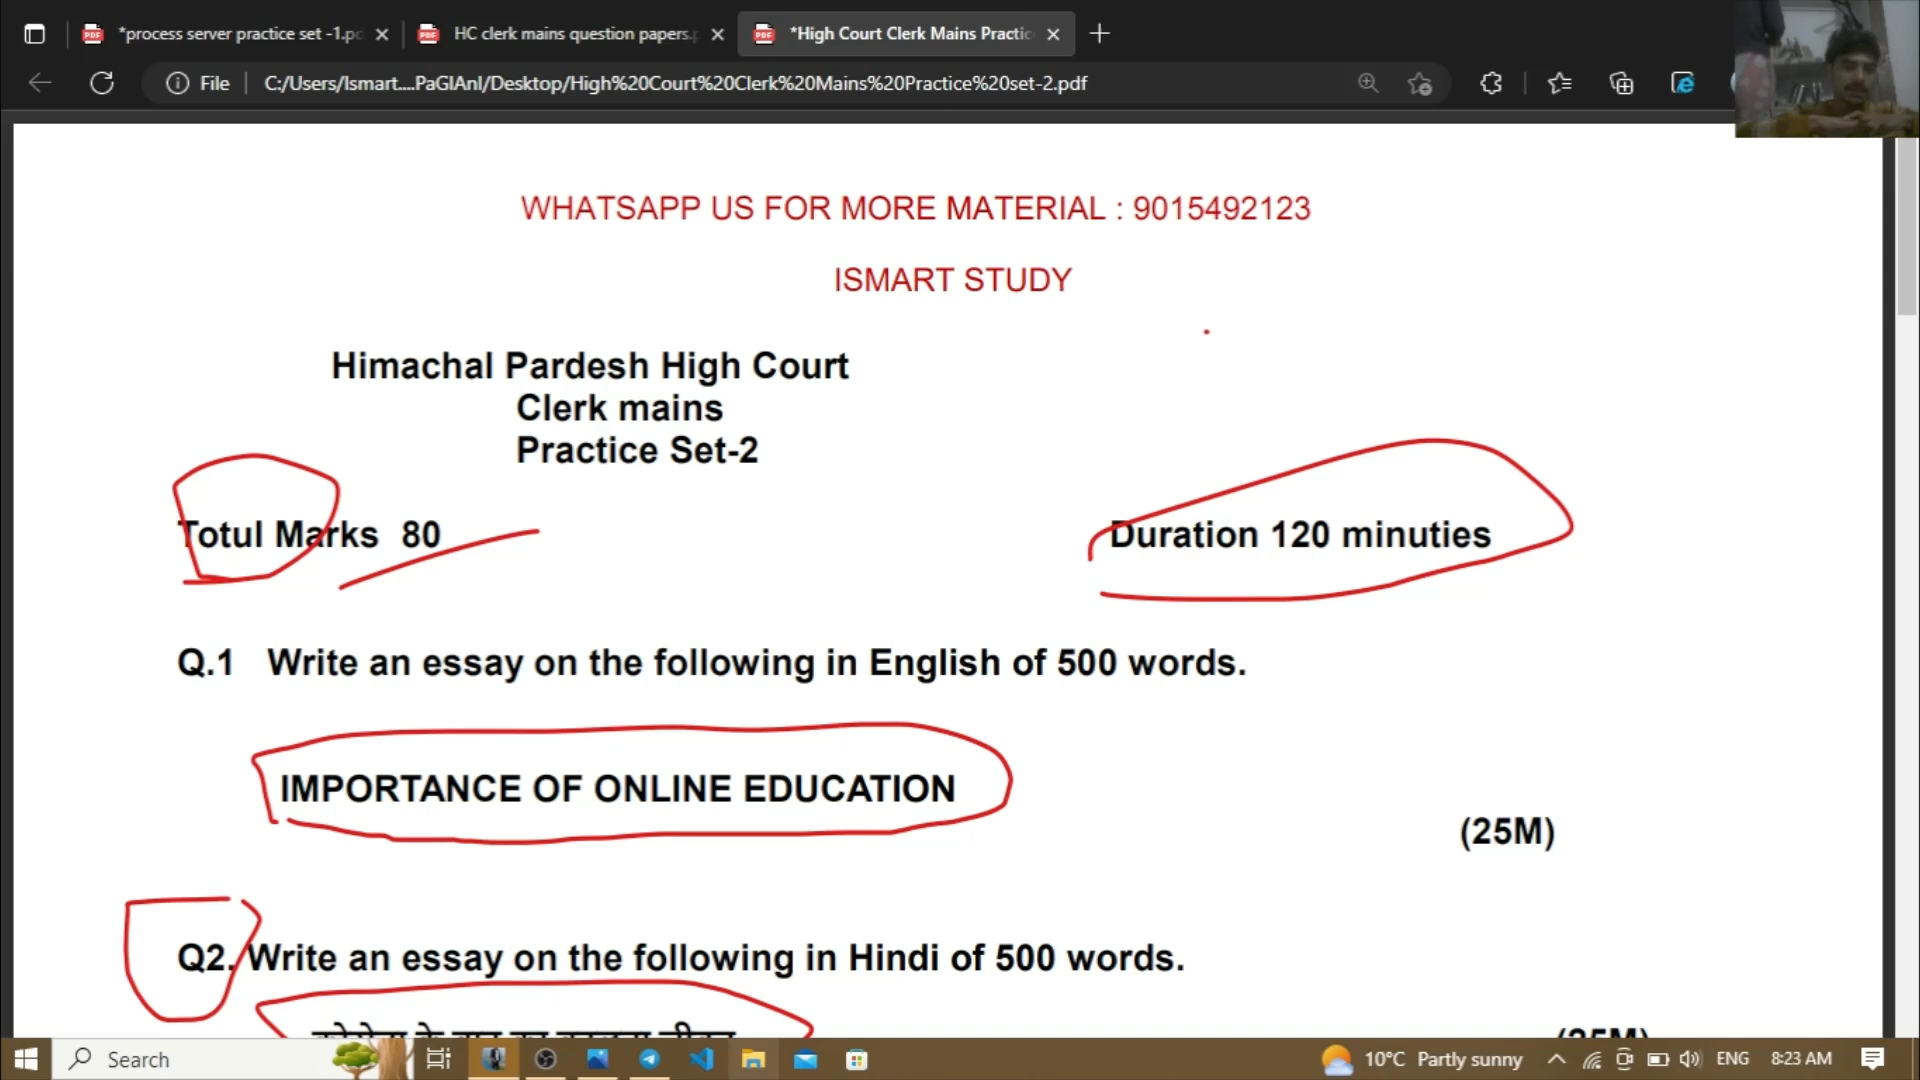 *process server practice set -1.pd
HC clerk mains question papers.p
*High Court Clerk Mains Practic
File
C:/Users/Ismart....PaGlAnI/Desktop/High%20Court%20Clerk%20Mains%20Practice%20set-2.pdf
WHATSAPP US FOR MORE MATERIAL : 9015492123
ISMART STUDY
Himachal Pardesh High Court
Clerk mains
Practice Set-2
Totul Marks 80
Duration 120 minuties
Q.1 Write an essay on the following in English of 500 words.
IMPORTANCE OF ONLINE EDUCATION
(25M)
Q2. Write an essay on the following in Hindi of 500 words.
(25M)
Search
10°C Partly sunny
ENG
8:23 AM